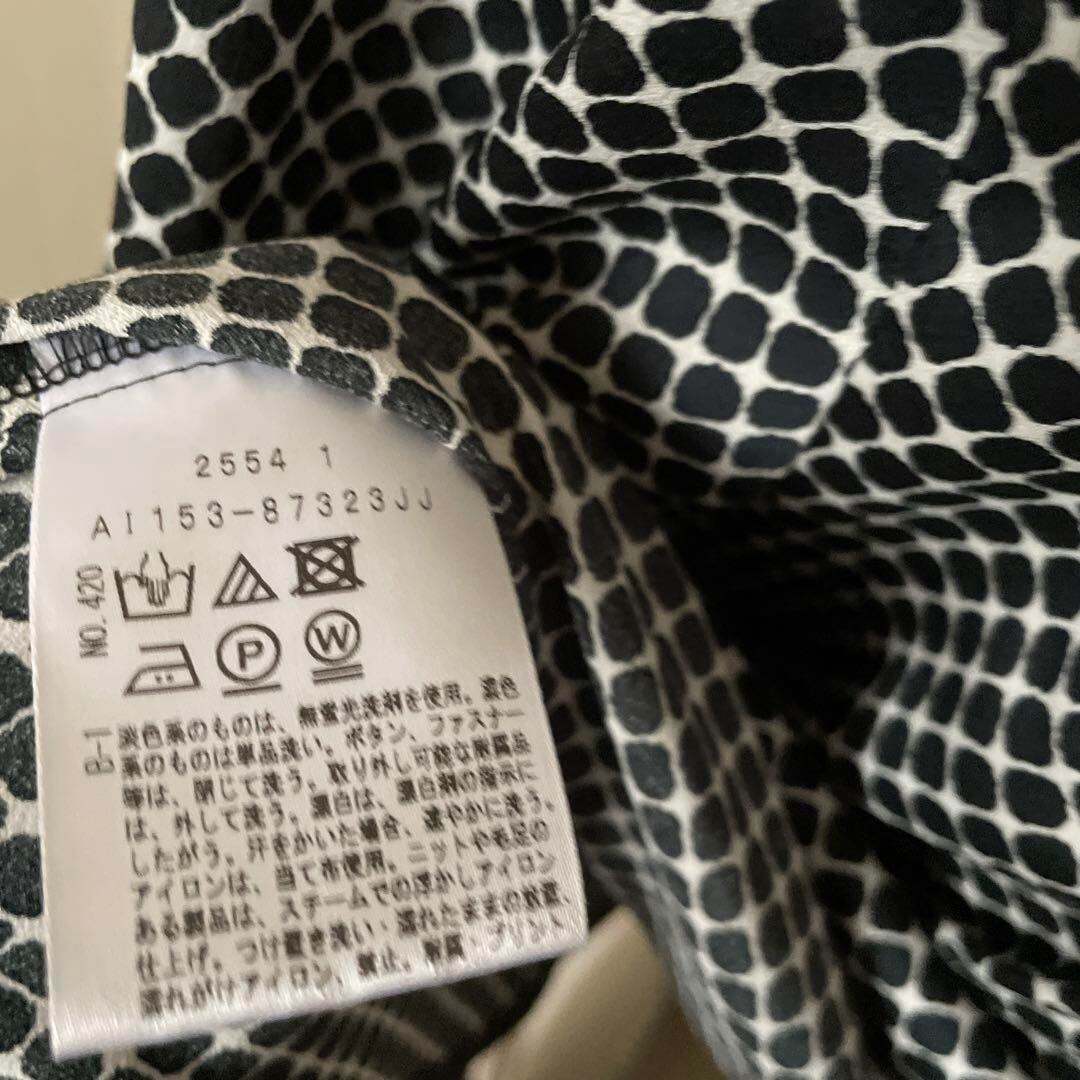 2554 1
AI153-87323JJ
NO.420
P
W
B-1
淡色系のものは、無蛍光洗剤を使用。濃色
系のものは単品洗い。ボタン、ファスナー
等は、閉じて洗う。取り外し可能な附属品
は、外して洗う。漂白は、漂白剤の指示に
したがう。汗をかいた場合、速やかに洗う。
アイロンは、当て布使用。ニットや毛足の
ある製品は、スチームでの浮かしアイロン
仕上げ。つけ置き洗い・濡れたままの放置、
濡れがけアイロン、禁止。附属・プリント